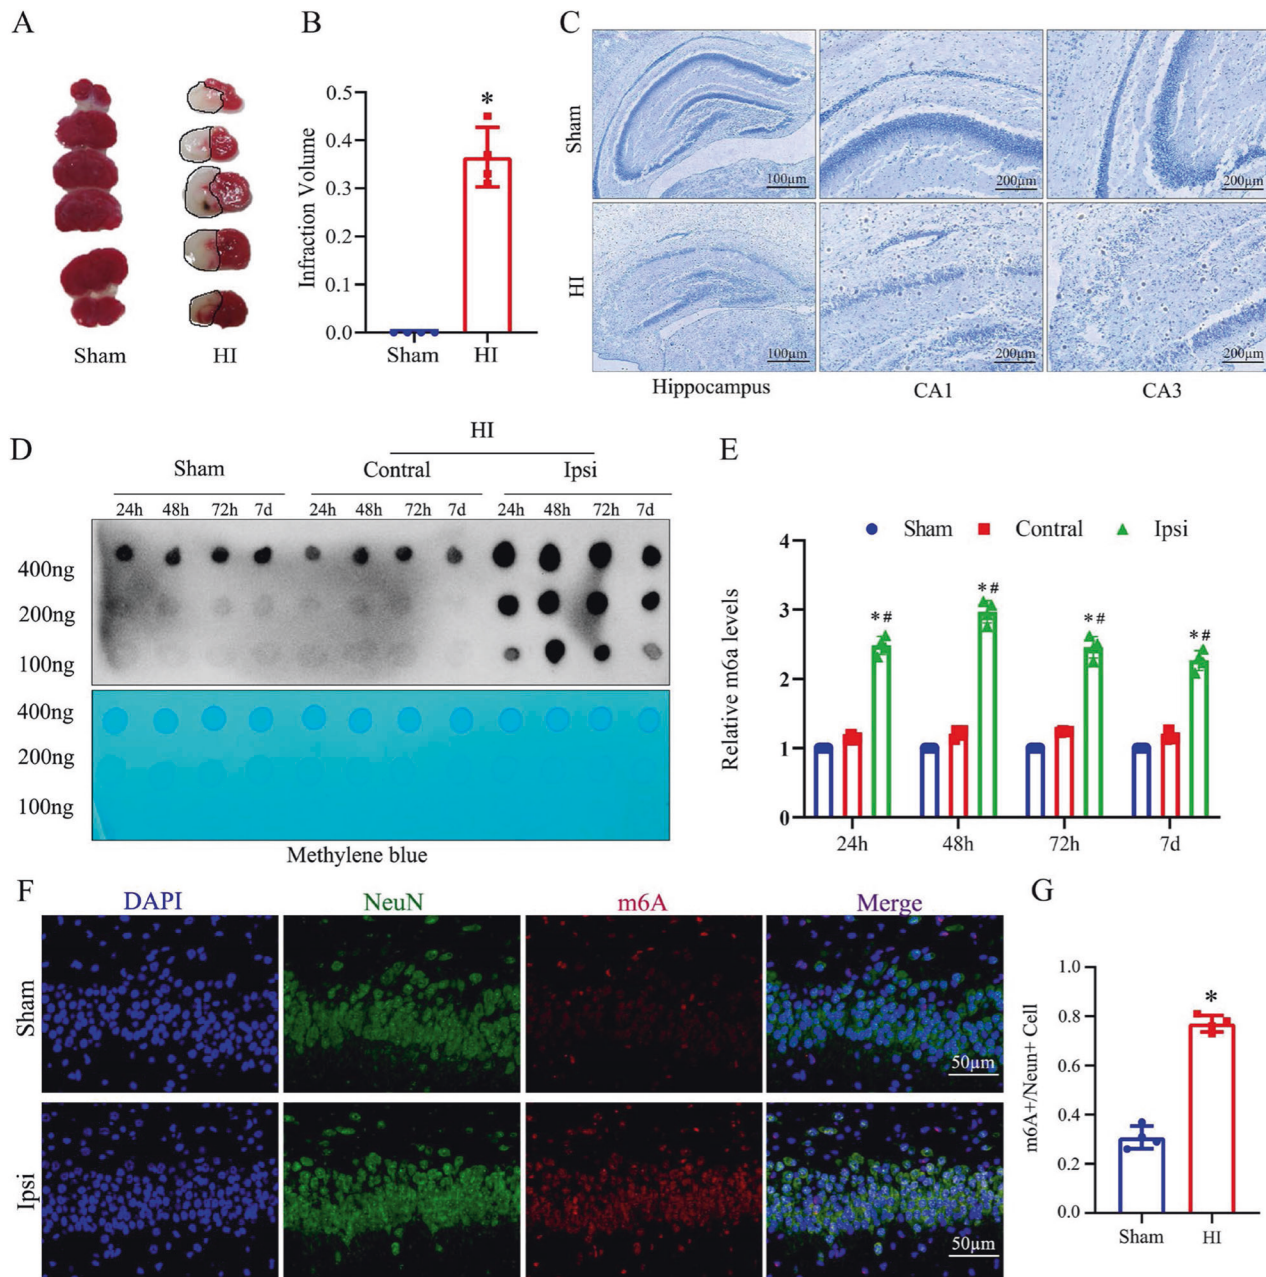 A
Sham
HI
B
Infraction Volume
0.5
0.4
0.3
0.2
0.1
0.0
*
Sham
HI
C
Sham
HI
100µm
200µm
200µm
100µm
200µm
200µm
Hippocampus
CA1
CA3
D
HI
Sham
Contral
Ipsi
24h 48h 72h 7d 24h 48h 72h 7d 24h 48h 72h 7d
400ng
200ng
100ng
400ng
200ng
100ng
Methylene blue
E
Sham Contral Ipsi
Relative m6a levels
4
3
2
1
0
*#
*#
*#
*#
24h 48h 72h 7d
F
DAPI NeuN m6A Merge
Sham
50µm
Ipsi
50µm
G
m6A+/Neun+ Cell
1.0
0.8
0.6
0.4
0.2
0.0
*
Sham
HI